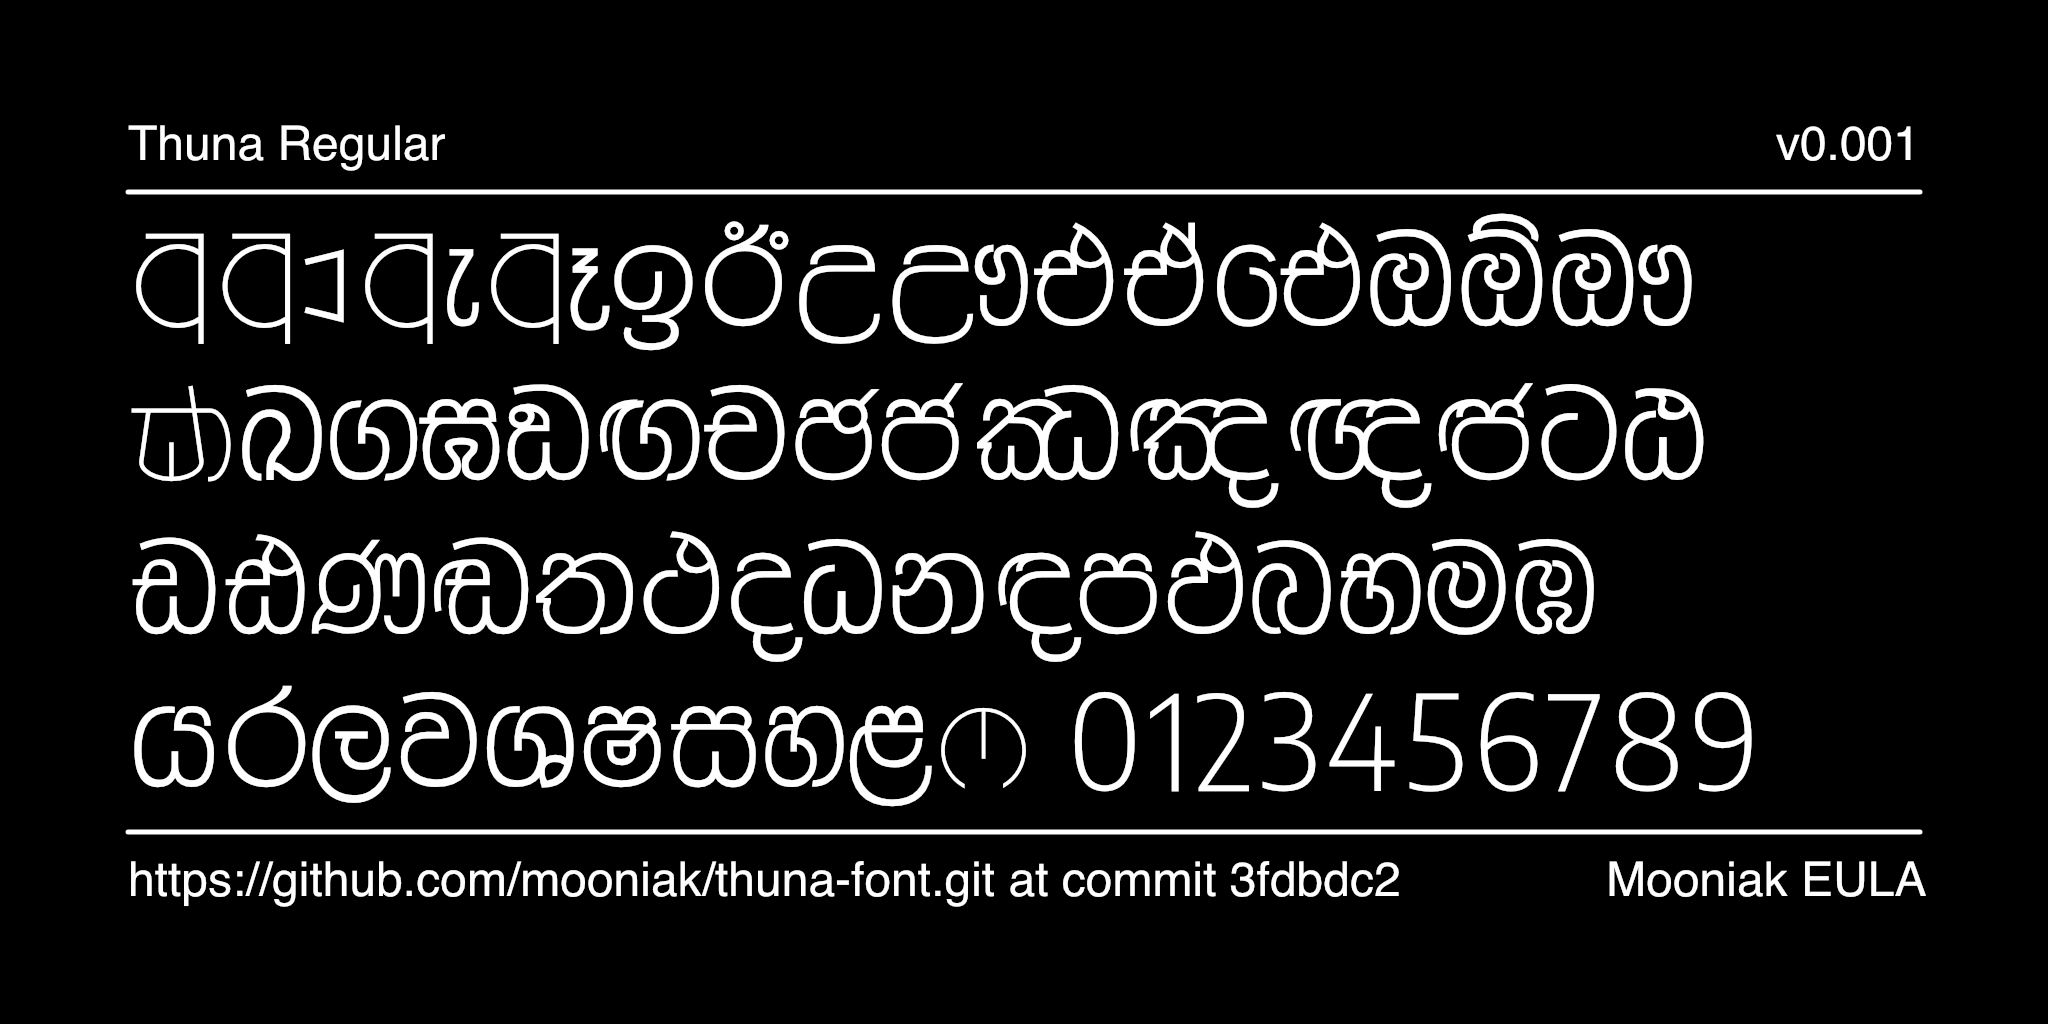 Thuna Regular
v0.001
අආඇඈඉඊඋඌඑඒඓඔඕඖ
කඛගඝඞඟචඡජඣඤඥඦටඨ
ඩඪණඬතථදධනඳපඵබභමඹ
යරලවශෂසහළෆ 0123456789
https://github.com/mooniak/thuna-font.git at commit 3fdbdc2
Mooniak EULA